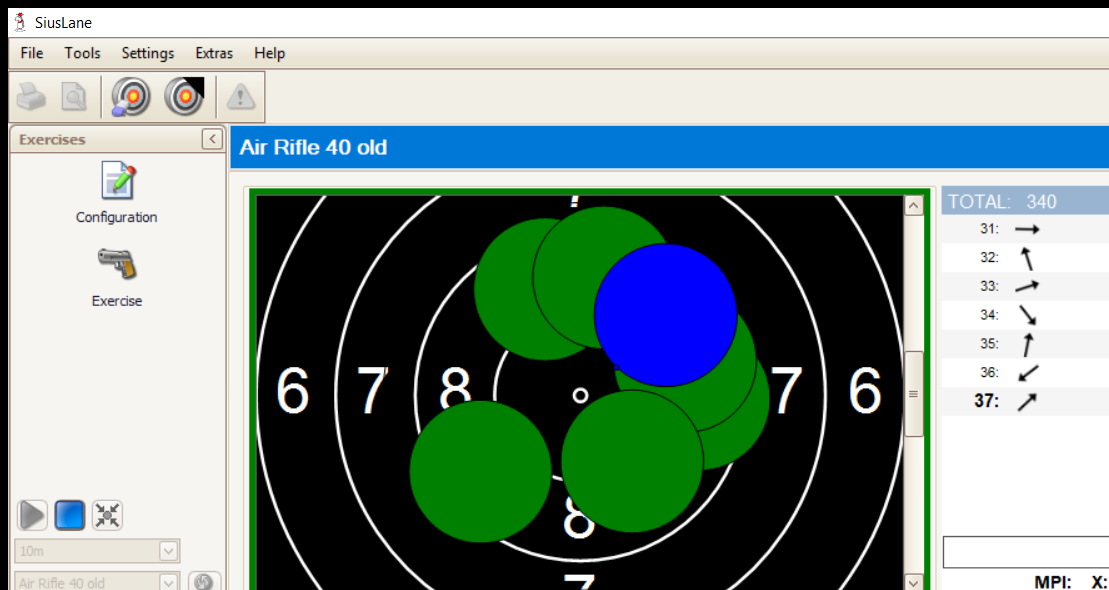 SiusLane
File Tools Settings Extras Help
Exercises
Air Rifle 40 old
Configuration
Exercise
10m
Air Rifle 40 old
6 7 8 7 6
8
7
TOTAL: 340
31:
32:
33:
34:
35:
36:
37:
MPI: X: